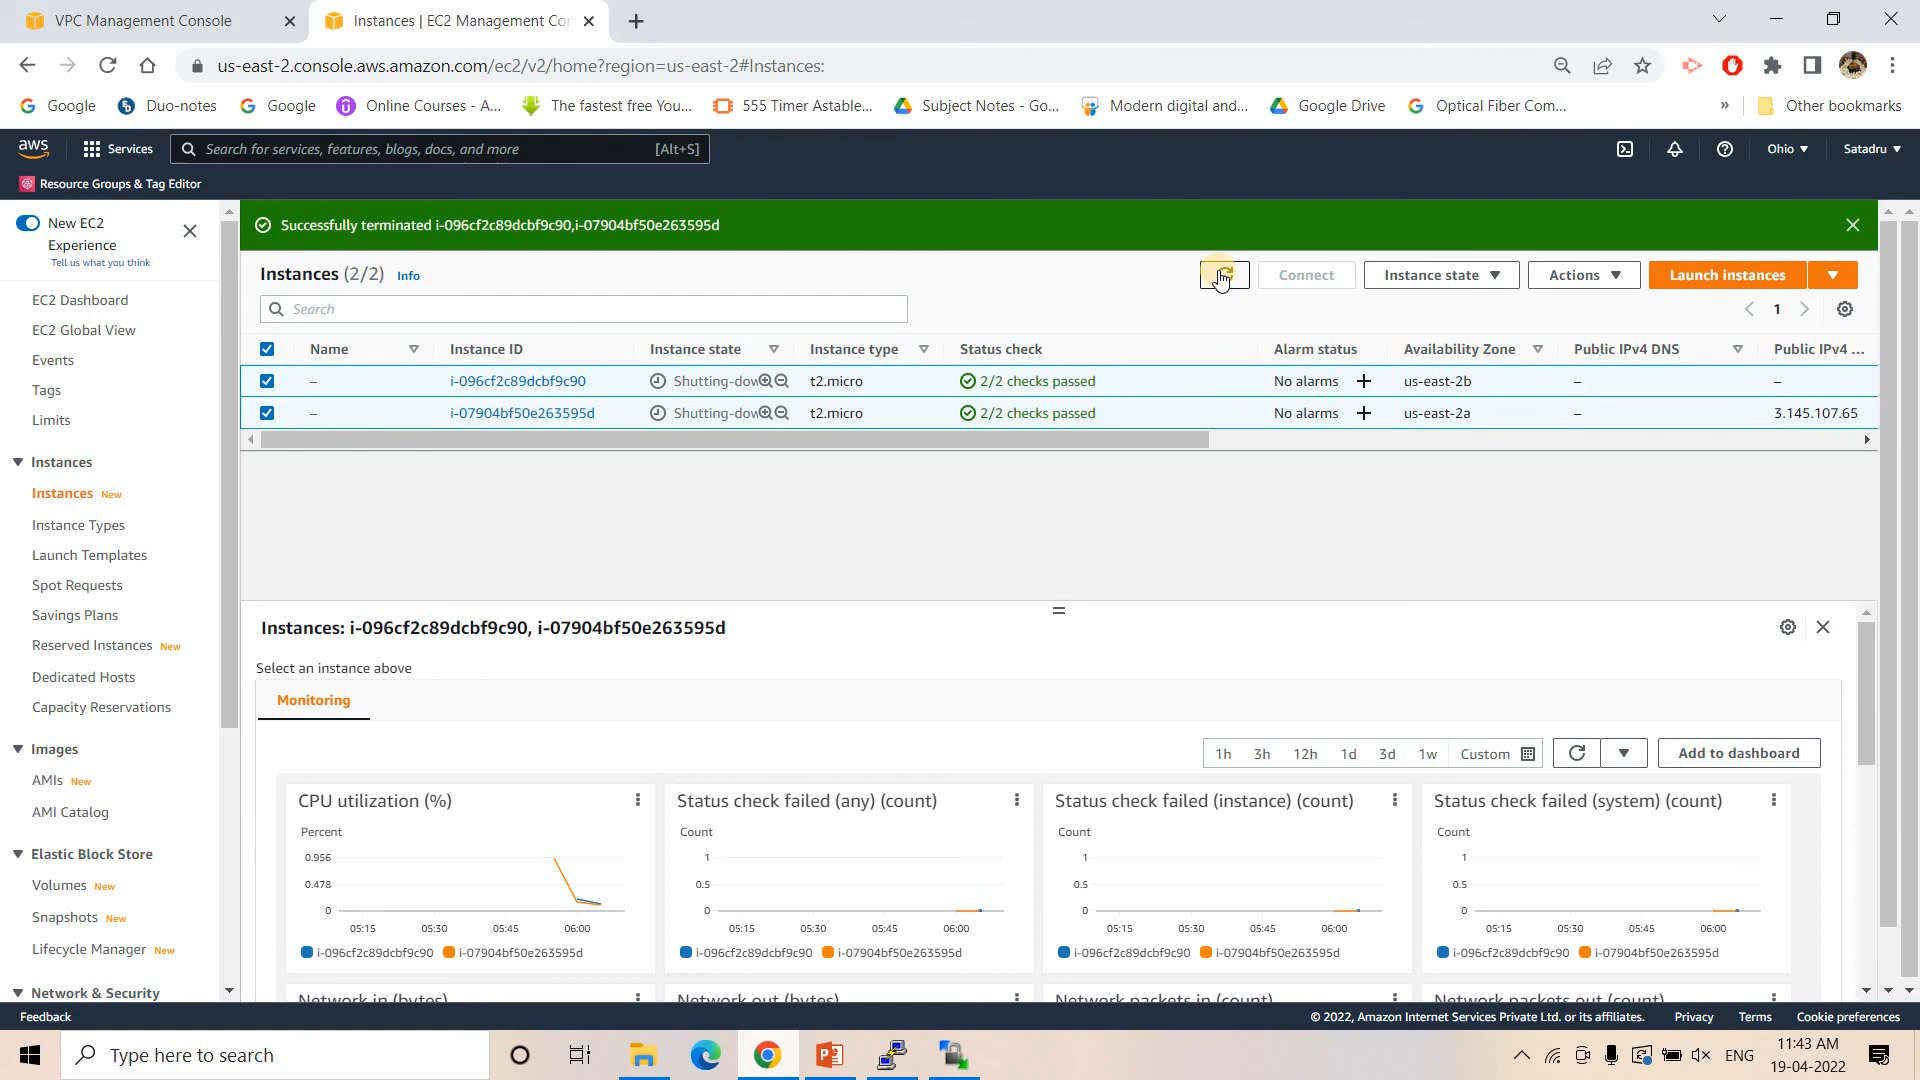 VPC Management Console
Instances | EC2 Management Con
us-east-2.console.aws.amazon.com/ec2/v2/home?region=us-east-2#Instances:
Google
Duo-notes
Google
Online Courses - A...
The fastest free You...
555 Timer Astable...
Subject Notes - Go...
Modern digital and...
Google Drive
Optical Fiber Com...
»
Other bookmarks
aws
Services
Search for services, features, blogs, docs, and more
[Alt+S]
Ohio
Satadru
Resource Groups & Tag Editor
New EC2
Experience
Tell us what you think
EC2 Dashboard
EC2 Global View
Events
Tags
Limits
Instances
Instances New
Instance Types
Launch Templates
Spot Requests
Savings Plans
Reserved Instances New
Dedicated Hosts
Capacity Reservations
Images
AMIs New
AMI Catalog
Elastic Block Store
Volumes New
Snapshots New
Lifecycle Manager New
Network & Security
Successfully terminated i-096cf2c89dcbf9c90,i-07904bf50e263595d
Instances (2/2) Info
Connect
Instance state
Actions
Launch instances
Search
1
Name Instance ID Instance state Instance type Status check Alarm status Availability Zone Public IPv4 DNS Public IPv4 ...
– i-096cf2c89dcbf9c90 Shutting-dow t2.micro 2/2 checks passed No alarms + us-east-2b – –
– i-07904bf50e263595d Shutting-dow t2.micro 2/2 checks passed No alarms + us-east-2a – 3.145.107.65
Instances: i-096cf2c89dcbf9c90, i-07904bf50e263595d
Select an instance above
Monitoring
1h 3h 12h 1d 3d 1w Custom
Add to dashboard
CPU utilization (%)
Percent
0.956
0.478
0
05:15 05:30 05:45 06:00
i-096cf2c89dcbf9c90 i-07904bf50e263595d
Status check failed (any) (count)
Count
1
0.5
0
05:15 05:30 05:45 06:00
i-096cf2c89dcbf9c90 i-07904bf50e263595d
Status check failed (instance) (count)
Count
1
0.5
0
05:15 05:30 05:45 06:00
i-096cf2c89dcbf9c90 i-07904bf50e263595d
Status check failed (system) (count)
Count
1
0.5
0
05:15 05:30 05:45 06:00
i-096cf2c89dcbf9c90 i-07904bf50e263595d
Network in (bytes)
Network out (bytes)
Network packets in (count)
Network packets out (count)
Feedback
© 2022, Amazon Internet Services Private Ltd. or its affiliates.
Privacy
Terms
Cookie preferences
Type here to search
ENG
11:43 AM
19-04-2022